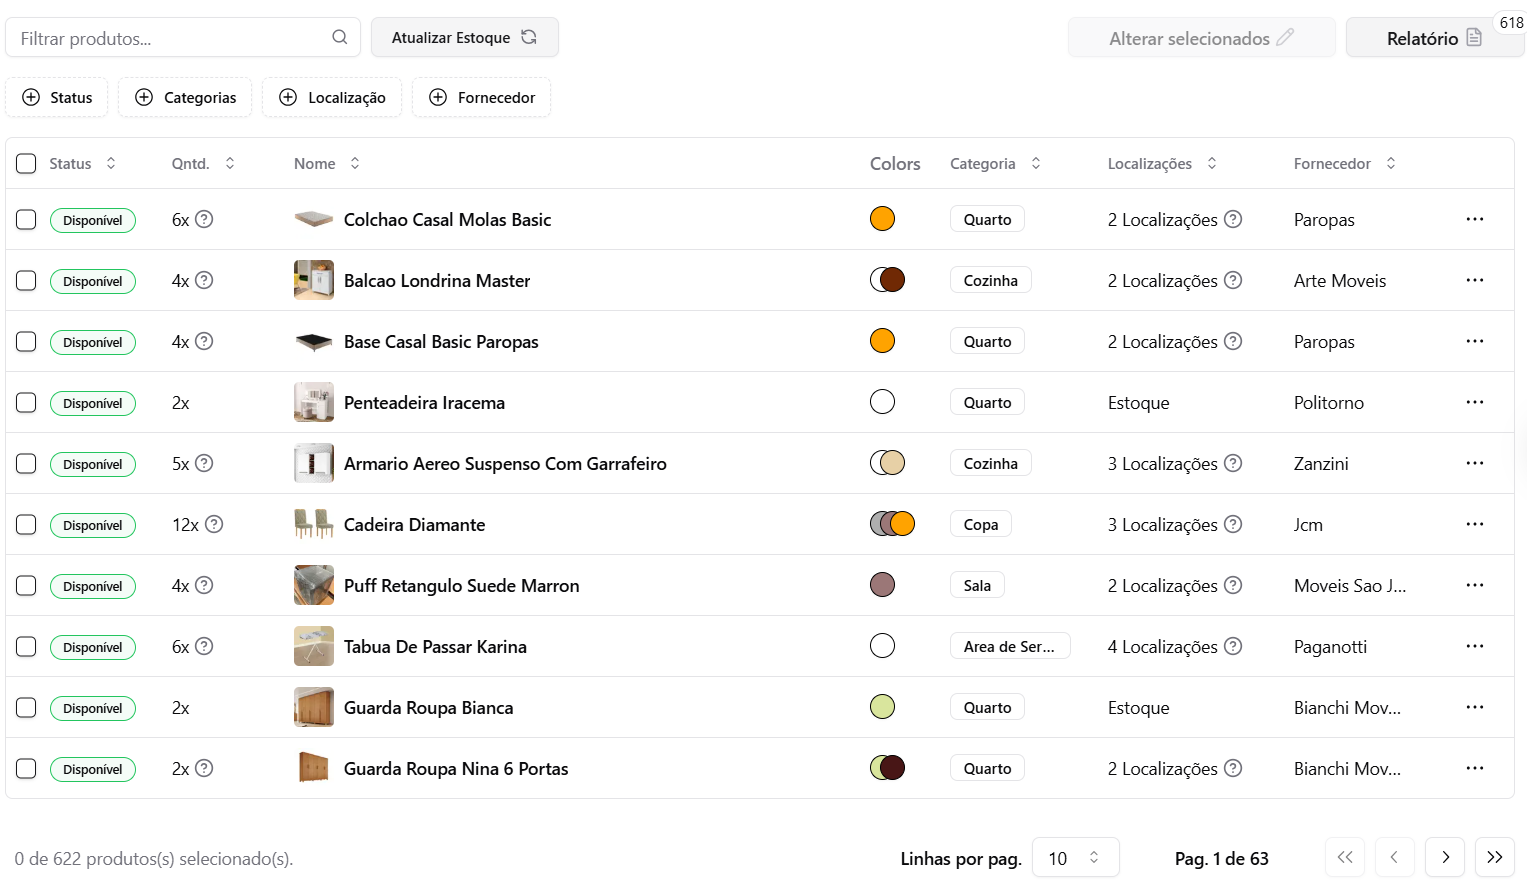 Filtrar produtos...
Atualizar Estoque
Alterar selecionados
Relatório
618
Status
Categorias
Localização
Fornecedor
Status Qntd. Nome Colors Categoria Localizações Fornecedor
Disponível 6x Colchao Casal Molas Basic Quarto 2 Localizações Paropas
Disponível 4x Balcao Londrina Master Cozinha 2 Localizações Arte Moveis
Disponível 4x Base Casal Basic Paropas Quarto 2 Localizações Paropas
Disponível 2x Penteadeira Iracema Quarto Estoque Politorno
Disponível 5x Armario Aereo Suspenso Com Garrafeiro Cozinha 3 Localizações Zanzini
Disponível 12x Cadeira Diamante Copa 3 Localizações Jcm
Disponível 4x Puff Retangulo Suede Marron Sala 2 Localizações Moveis Sao J...
Disponível 6x Tabua De Passar Karina Area de Ser... 4 Localizações Paganotti
Disponível 2x Guarda Roupa Bianca Quarto Estoque Bianchi Mov...
Disponível 2x Guarda Roupa Nina 6 Portas Quarto 2 Localizações Bianchi Mov...
0 de 622 produtos(s) selecionado(s).
Linhas por pag. 10 Pag. 1 de 63